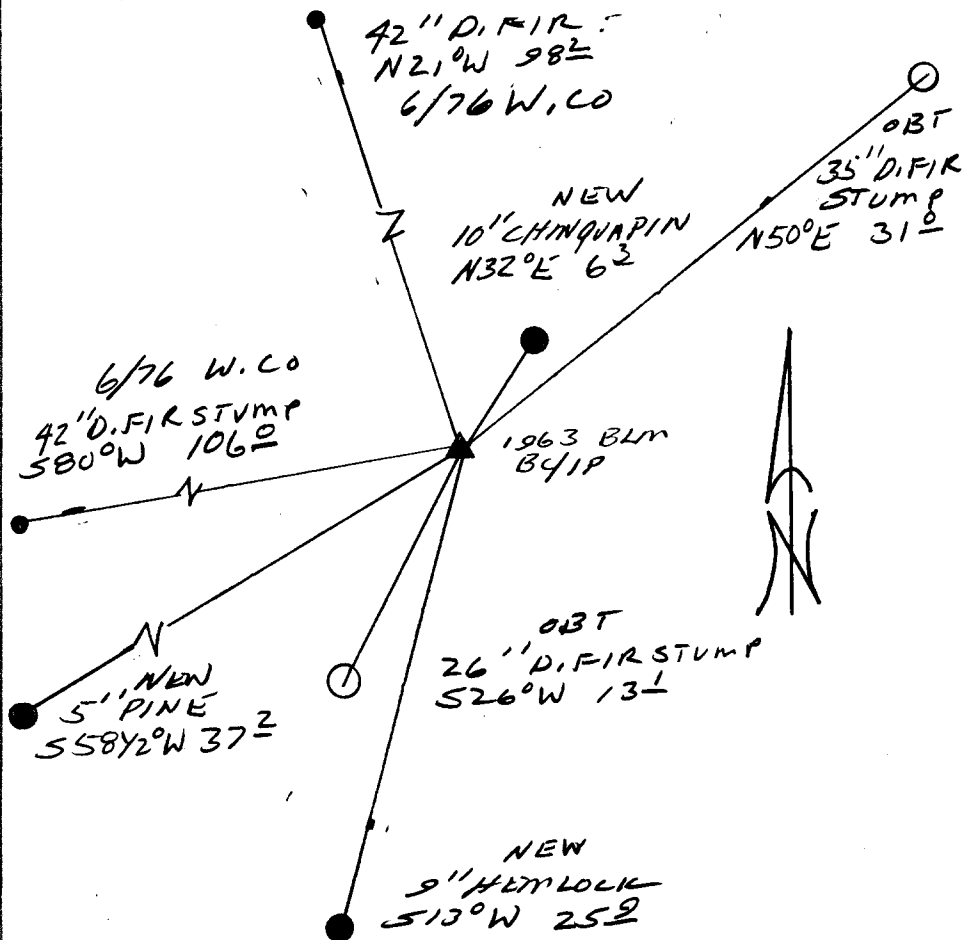 42" D. FIR
N21°W 98 2
6/76 W. CO
OBT
35" D. FIR
STUMP
N50°E 31 0
NEW
10" CHINQUAPIN
N32°E 6 3
6/76 W. CO
42" D. FIR STUMP
S80°W 106 0
1963 BLM
BC/IP
OBT
26" D. FIR STUMP
S26°W 13 1
NEW
5" PINE
S58 1/2°W 37 2
NEW
9" HEMLOCK
S13°W 25 9
N